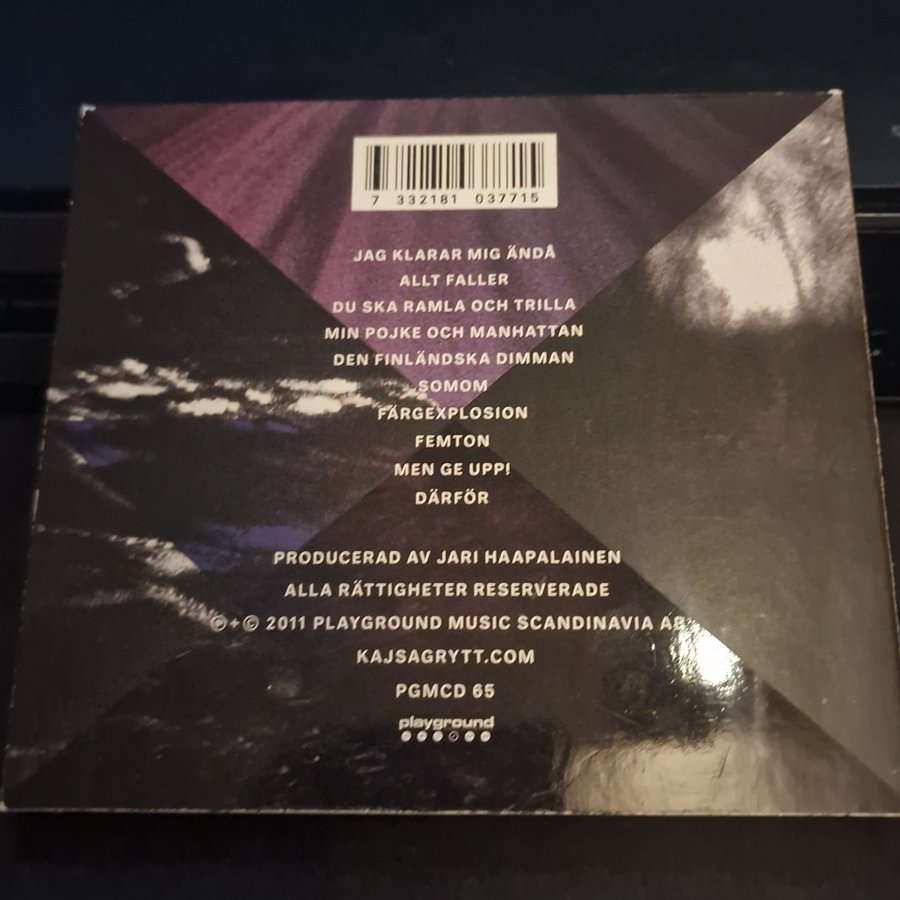 7 332181 037715
JAG KLARAR MIG ÄNDÅ
ALLT FALLER
DU SKA RAMLA OCH TRILLA
MIN POJKE OCH MANHATTAN
DEN FINLÄNDSKA DIMMAN
SOMOM
FÄRGEXPLOSION
FEMTON
MEN GE UPP!
DÄRFÖR
PRODUCERAD AV JARI HAAPALAINEN
ALLA RÄTTIGHETER RESERVERADE
©+© 2011 PLAYGROUND MUSIC SCANDINAVIA AB
KAJSAGRYTT.COM
PGMCD 65
playground